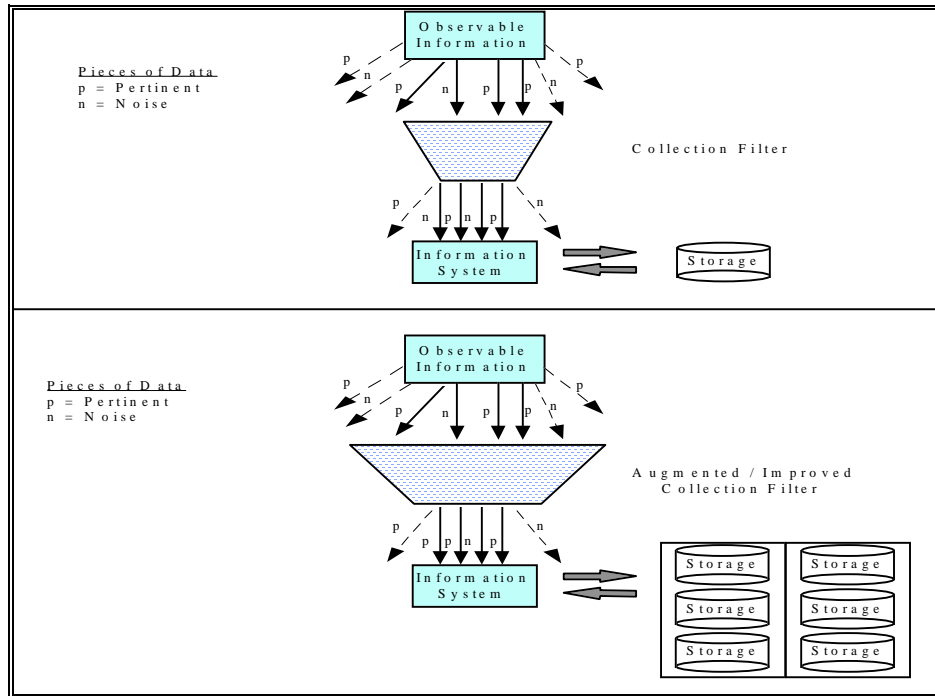 Observable
Information
Pieces of Data
p = Pertinent
n = Noise
p
n
p
n
p
p
n
p
Collection Filter
p
n
p
n
p
n
Information
System
Storage
Observable
Information
Pieces of Data
p = Pertinent
n = Noise
p
n
p
n
p
p
n
p
Augmented / Improved
Collection Filter
p
p
p
n
p
n
Information
System
Storage
Storage
Storage
Storage
Storage
Storage